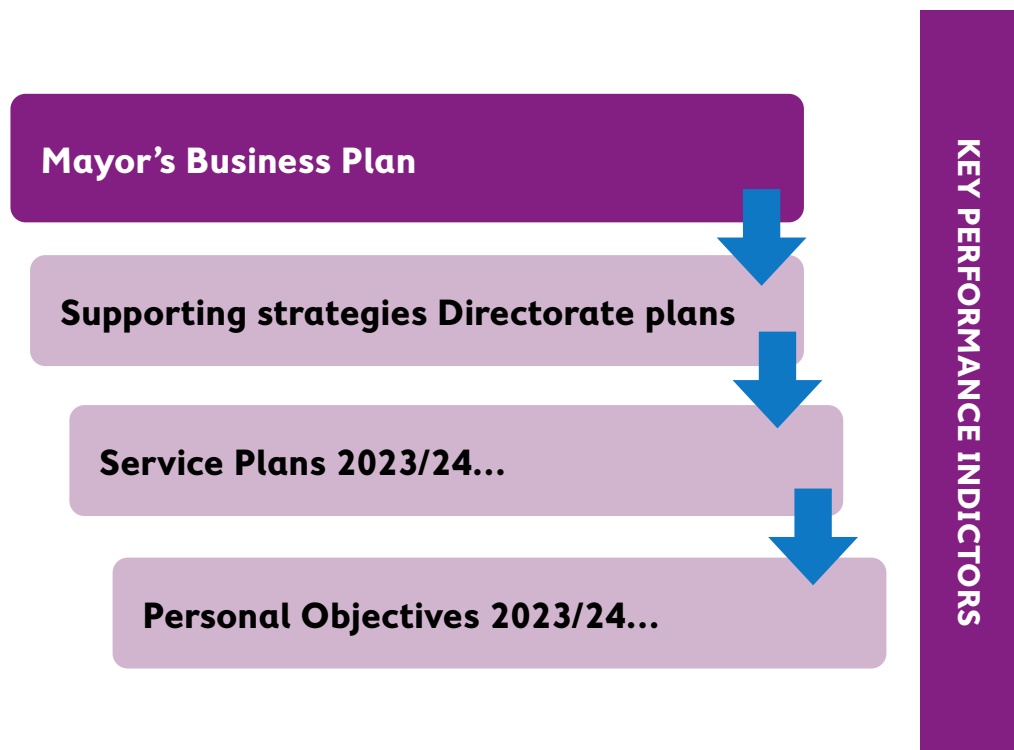 Mayor’s Business Plan
Supporting strategies Directorate plans
Service Plans 2023/24...
Personal Objectives 2023/24...
KEY PERFORMANCE INDICTORS